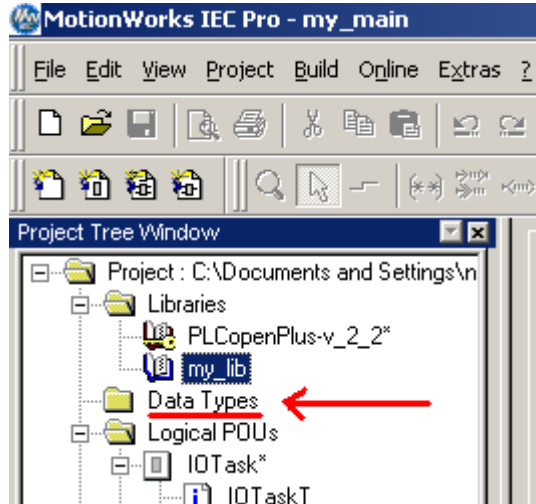 MotionWorks IEC Pro - my_main
File Edit View Project Build Online Extras ?
Project Tree Window
Project : C:\Documents and Settings\n
Libraries
PLCopenPlus-v_2_2*
my_lib
Data Types
Logical POUs
IOTask*
IOTaskT